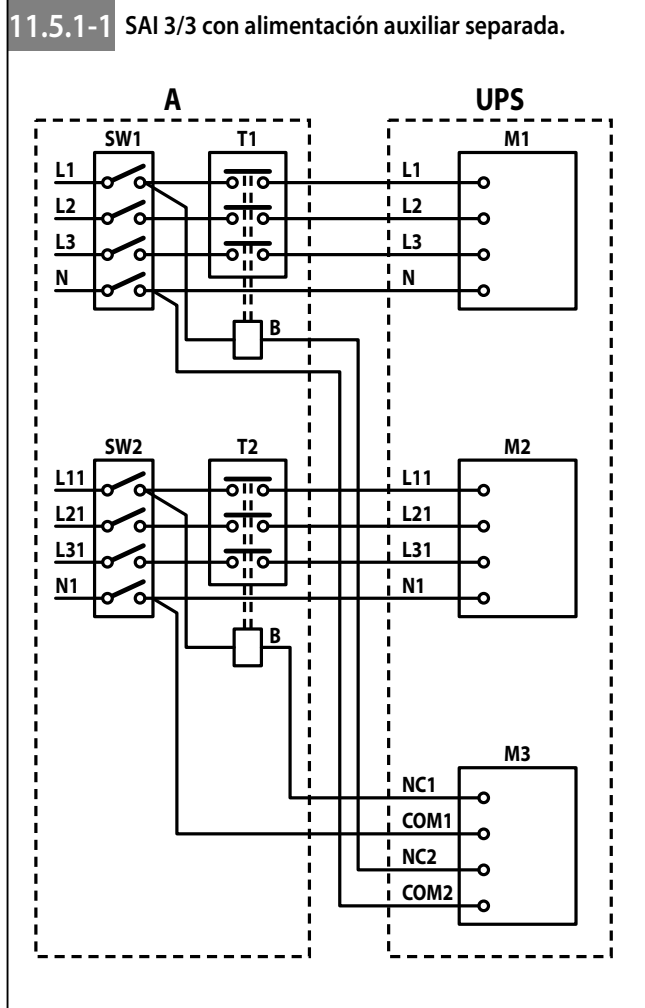 11.5.1-1 SAI 3/3 con alimentación auxiliar separada.
A UPS
SW1 T1 M1
L1 L1
L2 L2
L3 L3
N N
B
SW2 T2 M2
L11 L11
L21 L21
L31 L31
N1 N1
B
M3
NC1
COM1
NC2
COM2